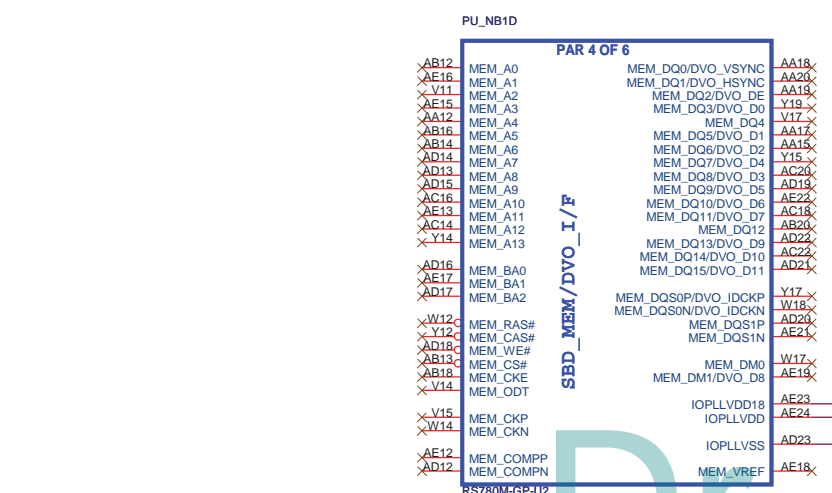 PU_NB1D
PAR 4 OF 6
AB12 MEM_A0
AE16 MEM_A1
V11 MEM_A2
AE15 MEM_A3
AA12 MEM_A4
AB16 MEM_A5
AB14 MEM_A6
AD14 MEM_A7
AD13 MEM_A8
AD15 MEM_A9
AC16 MEM_A10
AE13 MEM_A11
AC14 MEM_A12
Y14 MEM_A13
AD16 MEM_BA0
AE17 MEM_BA1
AD17 MEM_BA2
W12 MEM_RAS#
Y12 MEM_CAS#
AD18 MEM_WE#
AB13 MEM_CS#
AB18 MEM_CKE
V14 MEM_ODT
V15 MEM_CKP
W14 MEM_CKN
AE12 MEM_COMPP
AD12 MEM_COMPN
SBD_MEM/DVO_I/F
MEM_DQ0/DVO_VSYNC AA18
MEM_DQ1/DVO_HSYNC AA20
MEM_DQ2/DVO_DE AA19
MEM_DQ3/DVO_D0 Y19
MEM_DQ4 V17
MEM_DQ5/DVO_D1 AA17
MEM_DQ6/DVO_D2 AA15
MEM_DQ7/DVO_D4 Y15
MEM_DQ8/DVO_D3 AC20
MEM_DQ9/DVO_D5 AD19
MEM_DQ10/DVO_D6 AE22
MEM_DQ11/DVO_D7 AC18
MEM_DQ12 AB20
MEM_DQ13/DVO_D9 AD22
MEM_DQ14/DVO_D10 AC22
MEM_DQ15/DVO_D11 AD21
MEM_DQS0P/DVO_IDCKP Y17
MEM_DQS0N/DVO_IDCKN W18
MEM_DQS1P AD20
MEM_DQS1N AE21
MEM_DM0 W17
MEM_DM1/DVO_D8 AE19
IOPLLVDD18 AE23
IOPLLVDD AE24
IOPLLVSS AD23
MEM_VREF AE18
RS780M-GP-U2
Dr